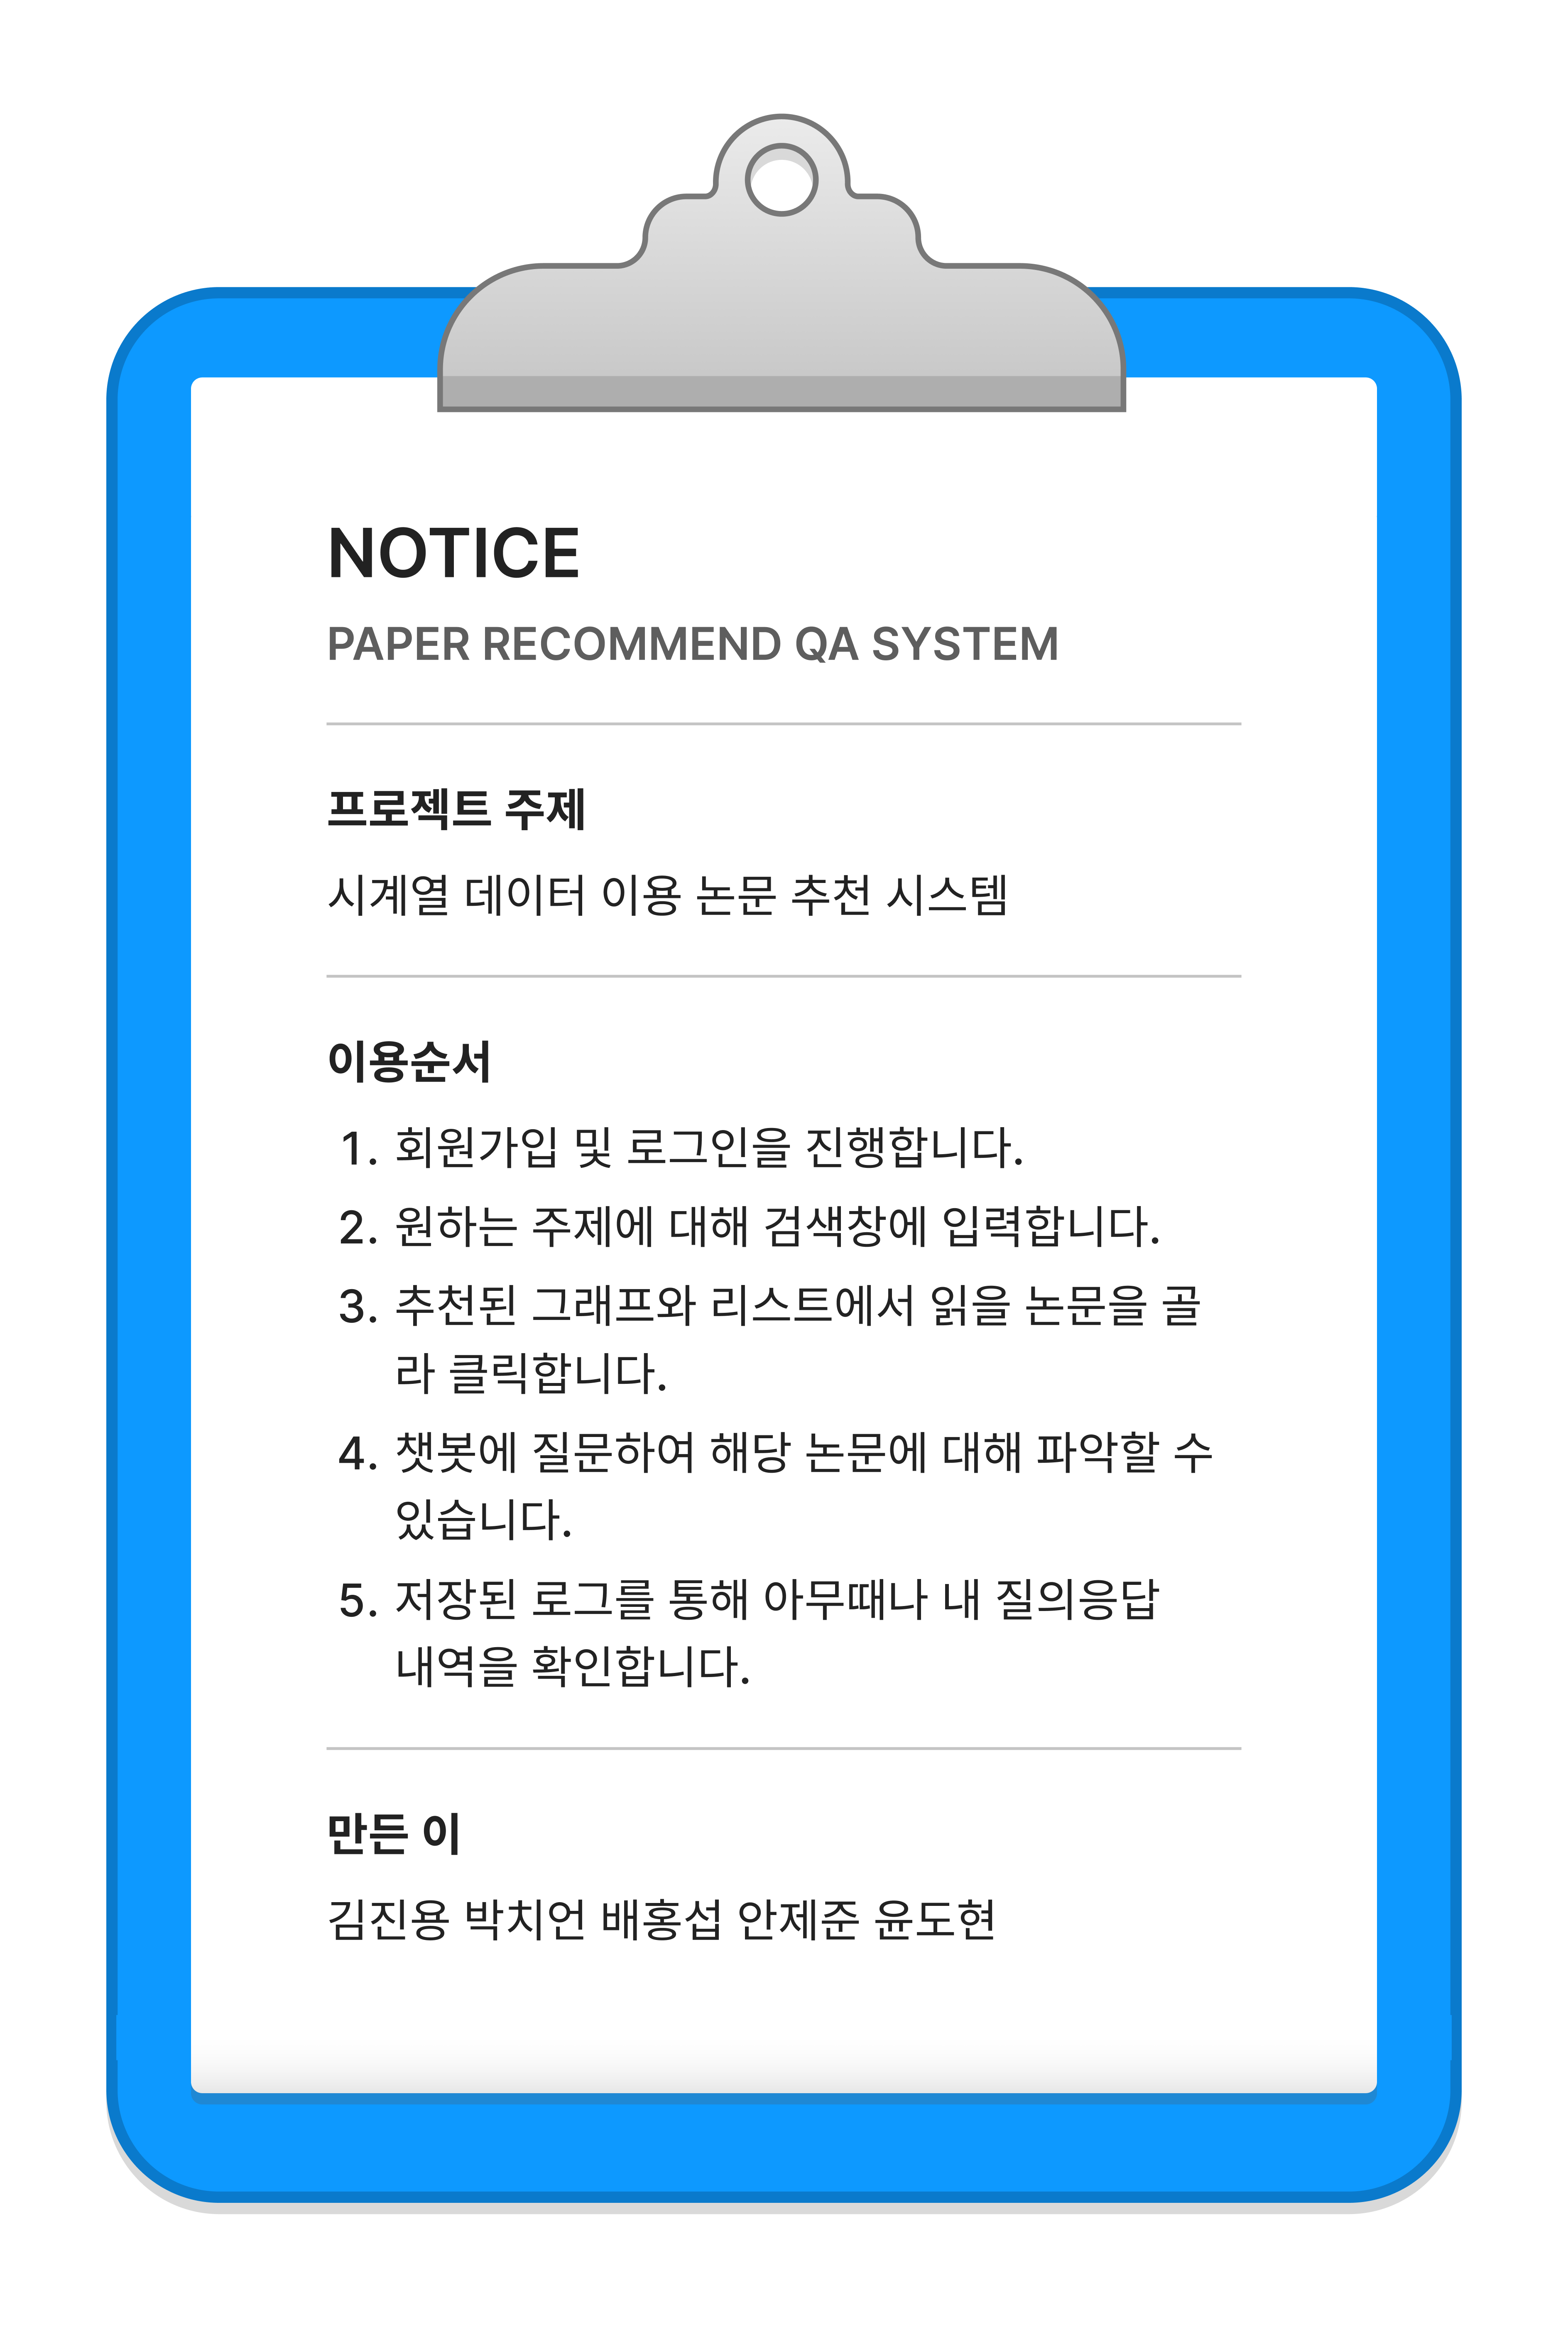 NOTICE
PAPER RECOMMEND QA SYSTEM
프로젝트 주제
시계열 데이터 이용 논문 추천 시스템
이용순서
1. 회원가입 및 로그인을 진행합니다.
2. 원하는 주제에 대해 검색창에 입력합니다.
3. 추천된 그래프와 리스트에서 읽을 논문을 골
라 클릭합니다.
4. 챗봇에 질문하여 해당 논문에 대해 파악할 수
있습니다.
5. 저장된 로그를 통해 아무때나 내 질의응답
내역을 확인합니다.
만든 이
김진용 박치언 배홍섭 안제준 윤도현